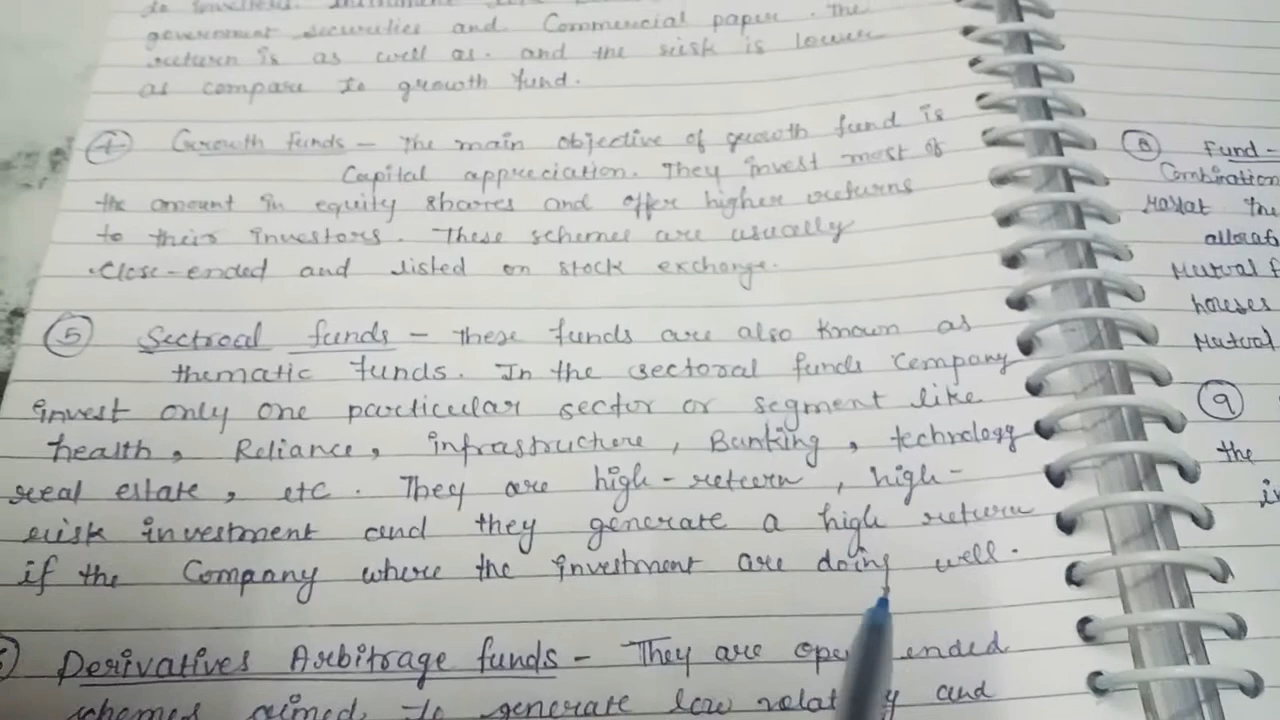 government securities and Commercial paper. The
return is as well as. and the risk is lower
as compare to growth fund.
④ Growth funds - The main objective of growth fund is
Capital appreciation. They invest most of
the amount in equity shares and offer higher returns
to their investors. These schemes are usually
Close-ended and listed on stock exchange.
⑤ Sectroal funds - these funds are also known as
thematic funds. In the sectoral funds Company
invest only one particular sector or segment like
health, Reliance, infrastructure, Banking, technology
real estate, etc. They are high-return, high-
risk investment and they generate a high return
if the Company where the investment are doing well.
Derivatives Arbitrage funds - They are ope ended
schemes aimed to generate low and
⑧ Fund -
Combination
the
Mutual f
houses
Mutual
⑨
the